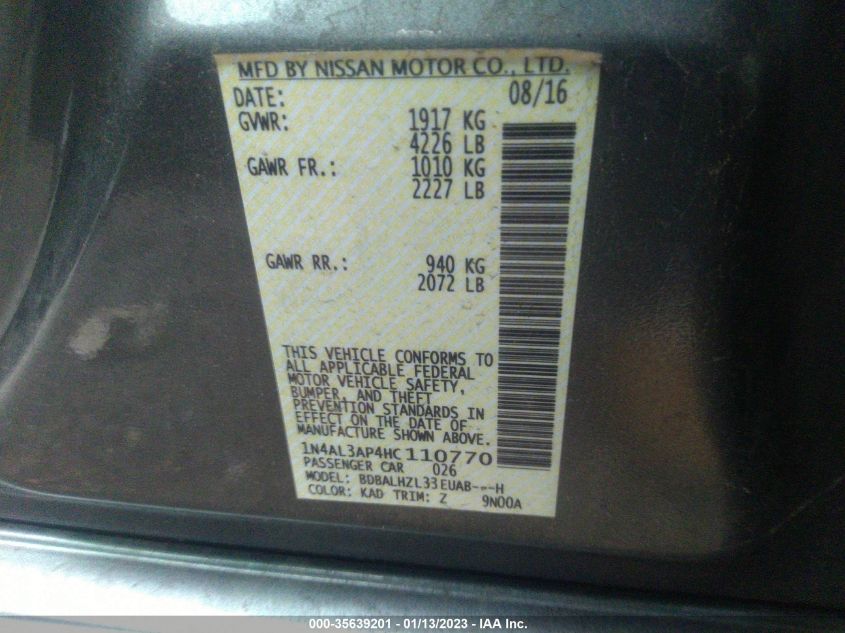 MFD BY NISSAN MOTOR CO., LTD.
DATE: 08/16
GVWR: 1917 KG
4226 LB
GAWR FR.: 1010 KG
2227 LB
GAWR RR.: 940 KG
2072 LB
THIS VEHICLE CONFORMS TO
ALL APPLICABLE FEDERAL
MOTOR VEHICLE SAFETY,
BUMPER, AND THEFT
PREVENTION STANDARDS IN
EFFECT ON THE DATE OF
MANUFACTURE SHOWN ABOVE.
1N4AL3AP4HC110770
PASSENGER CAR 026
MODEL: BDBALHZL33EUAB---H
COLOR: KAD TRIM: Z 9N00A
000-35639201 - 01/13/2023 - IAA Inc.